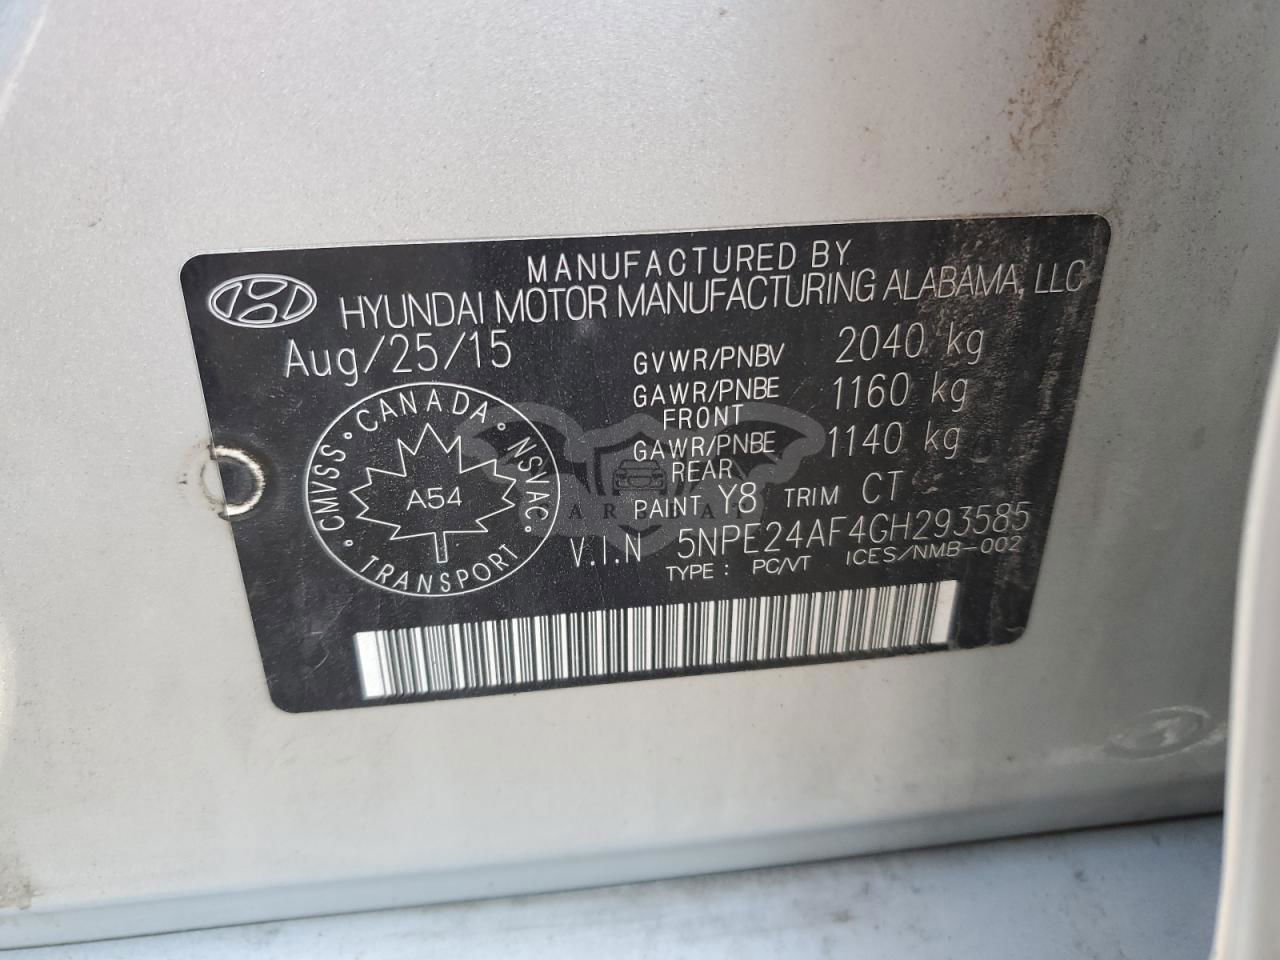 MANUFACTURED BY
HYUNDAI MOTOR MANUFACTURING ALABAMA, LLC
Aug/25/15
GVWR/PNBV 2040 kg
GAWR/PNBE FRONT 1160 kg
GAWR/PNBE REAR 1140 kg
PAINT Y8 TRIM CT
V.I.N 5NPE24AF4GH293585
TYPE : PC/VT ICES/NMB-002
CMVSS · CANADA · NSVAC ·
A54
TRANSPORT